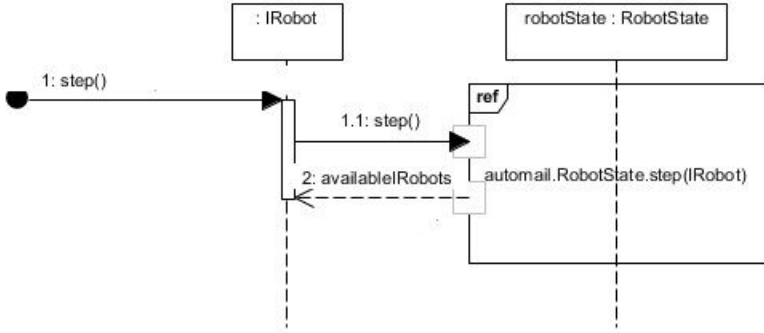 : IRobot
robotState : RobotState
1: step()
ref
1.1: step()
2: availableIRobots
automail.RobotState.step(IRobot)